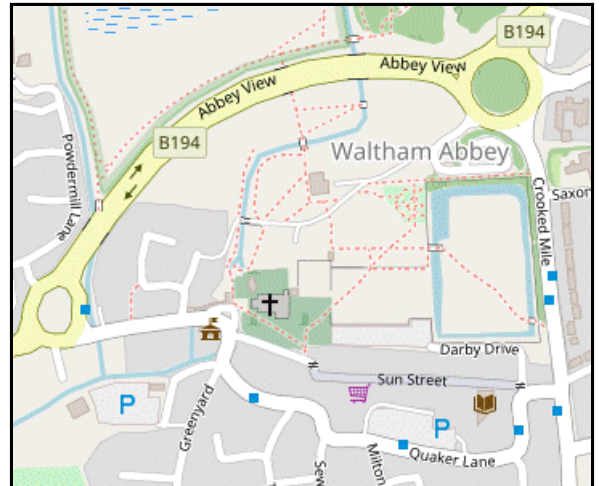 B194
Abbey View
Abbey View
B194
Powdermill Lane
Waltham Abbey
Crooked Mile
Saxon
Darby Drive
Sun Street
P
Greenyard
P
Quaker Lane
Sew
Milton